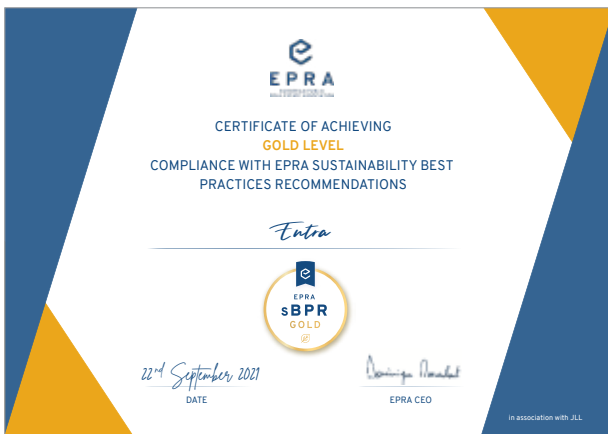 EPRA
CERTIFICATE OF ACHIEVING
GOLD LEVEL
COMPLIANCE WITH EPRA SUSTAINABILITY BEST
PRACTICES RECOMMENDATIONS
Entra
EPRA
sBPR
GOLD
22nd September 2021
DATE
EPRA CEO
in association with JLL